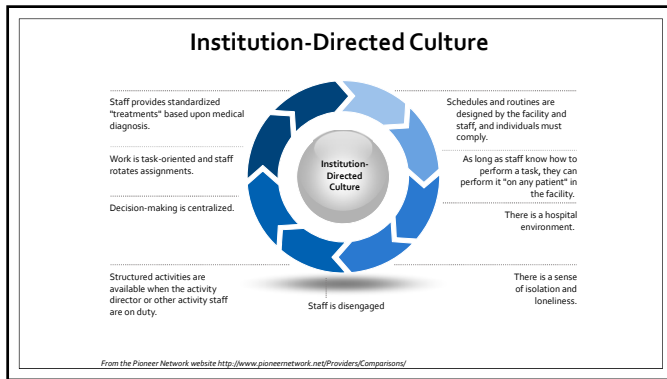 Institution-Directed Culture
Staff provides standardized
"treatments" based upon medical
diagnosis.
Work is task-oriented and staff
rotates assignments.
Decision-making is centralized.
Structured activities are
available when the activity
director or other activity staff
are on duty.
Institution-
Directed
Culture
Staff is disengaged
Schedules and routines are
designed by the facility and
staff, and individuals must
comply.
As long as staff know how to
perform a task, they can
perform it "on any patient" in
the facility.
There is a hospital
environment.
There is a sense
of isolation and
loneliness.
From the Pioneer Network website http://www.pioneernetwork.net/Providers/Comparisons/